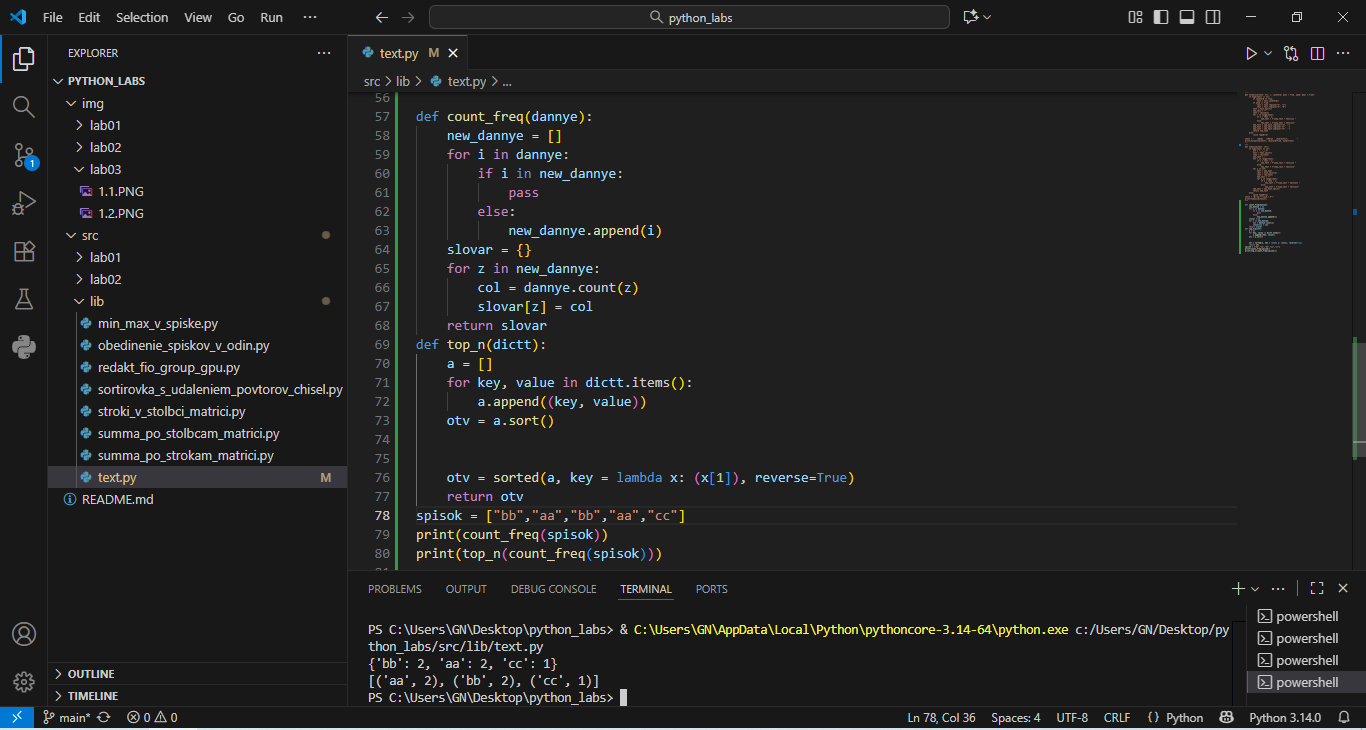 File Edit Selection View Go Run ··· python_labs
EXPLORER ···
PYTHON_LABS
img
lab01
lab02
lab03
1.1.PNG
1.2.PNG
src
lab01
lab02
lib
min_max_v_spiske.py
obedinenie_spiskov_v_odin.py
redakt_fio_group_gpu.py
sortirovka_s_udaleniem_povtorov_chisel.py
stroki_v_stolbci_matrici.py
summa_po_stolbcam_matrici.py
summa_po_strokam_matrici.py
text.py M
README.md
OUTLINE
TIMELINE
1
text.py M
src > lib > text.py > ...
56
57 def count_freq(dannye):
58 new_dannye = []
59 for i in dannye:
60 if i in new_dannye:
61 pass
62 else:
63 new_dannye.append(i)
64 slovar = {}
65 for z in new_dannye:
66 col = dannye.count(z)
67 slovar[z] = col
68 return slovar
69 def top_n(dictt):
70 a = []
71 for key, value in dictt.items():
72 a.append((key, value))
73 otv = a.sort()
74
75
76 otv = sorted(a, key = lambda x: (x[1]), reverse=True)
77 return otv
78 spisok = ["bb","aa","bb","aa","cc"]
79 print(count_freq(spisok))
80 print(top_n(count_freq(spisok)))
PROBLEMS OUTPUT DEBUG CONSOLE TERMINAL PORTS
PS C:\Users\GN\Desktop\python_labs> & C:\Users\GN\AppData\Local\Python\pythoncore-3.14-64\python.exe c:/Users/GN/Desktop/py
thon_labs/src/lib/text.py
{'bb': 2, 'aa': 2, 'cc': 1}
[('aa', 2), ('bb', 2), ('cc', 1)]
PS C:\Users\GN\Desktop\python_labs>
powershell
powershell
powershell
powershell
main* 0 0 Ln 78, Col 36 Spaces: 4 UTF-8 CRLF {} Python Python 3.14.0